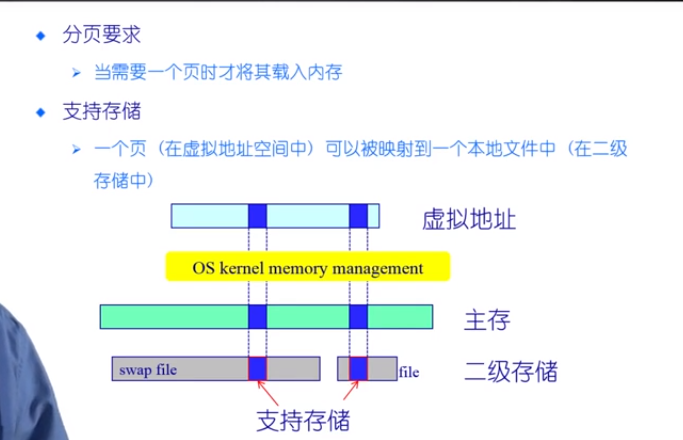 分页要求
当需要一个页时才将其载入内存
支持存储
一个页（在虚拟地址空间中）可以被映射到一个本地文件中（在二级
存储中）
虚拟地址
OS kernel memory management
主存
swap file
file
二级存储
支持存储